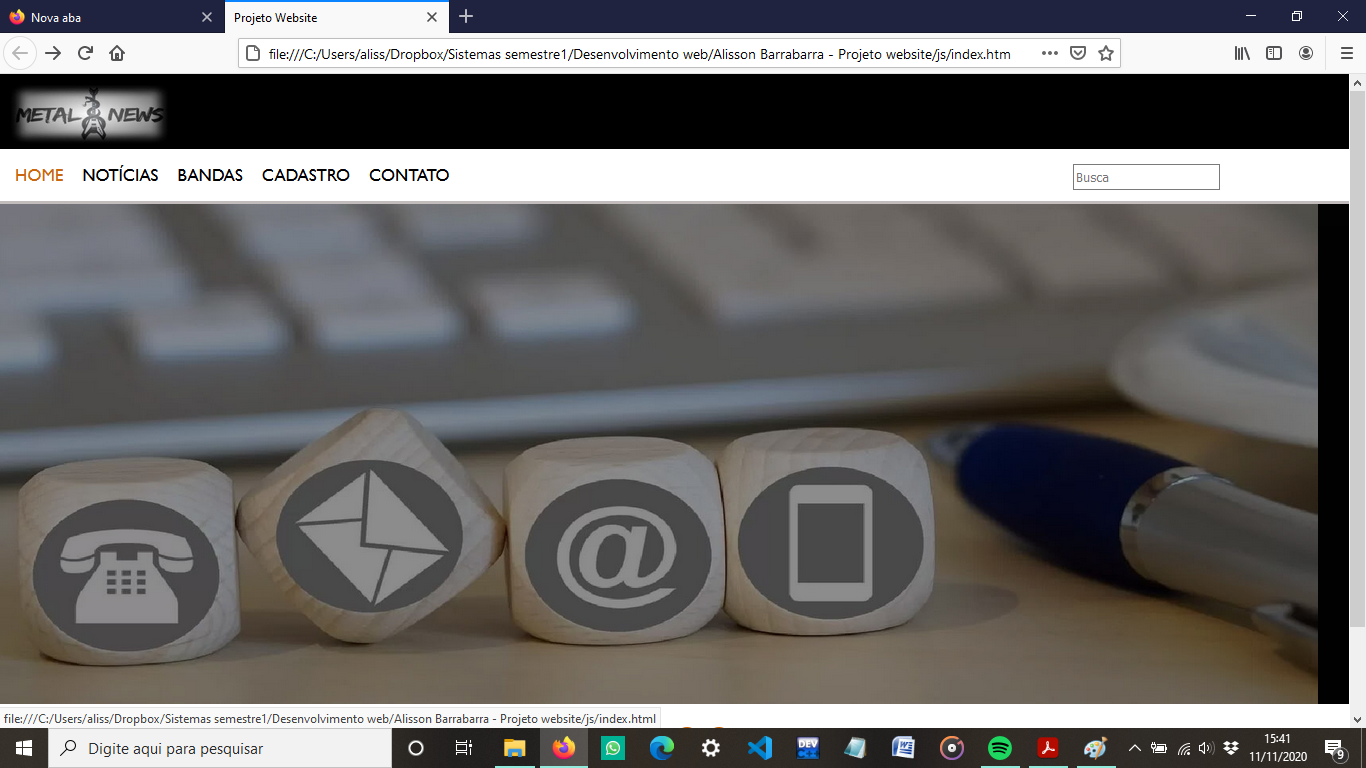 Nova aba
Projeto Website
file:///C:/Users/aliss/Dropbox/Sistemas semestre1/Desenvolvimento web/Alisson Barrabarra - Projeto website/js/index.htm
METAL NEWS
HOME NOTÍCIAS BANDAS CADASTRO CONTATO
Busca
@
file:///C:/Users/aliss/Dropbox/Sistemas semestre1/Desenvolvimento web/Alisson Barrabarra - Projeto website/js/index.html
Digite aqui para pesquisar
DEV
15:41
11/11/2020
9